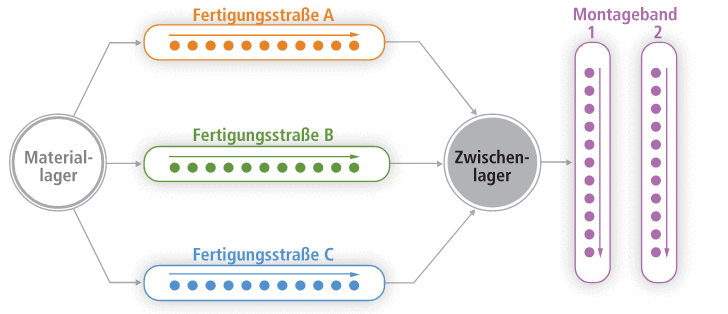 Fertigungsstraße A
Montageband
1 2
Fertigungsstraße B
Material-
lager
Zwischen-
lager
Fertigungsstraße C